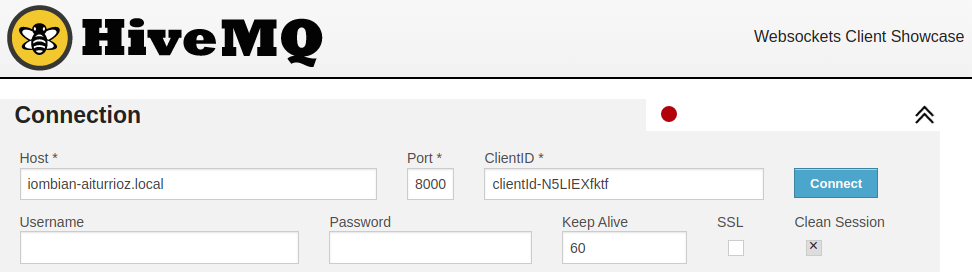 HiveMQ
Websockets Client Showcase
Connection
Host * Port * ClientID *
iombian-aiturrioz.local 8000 clientId-N5LIEXfktf Connect
Username Password Keep Alive SSL Clean Session
60